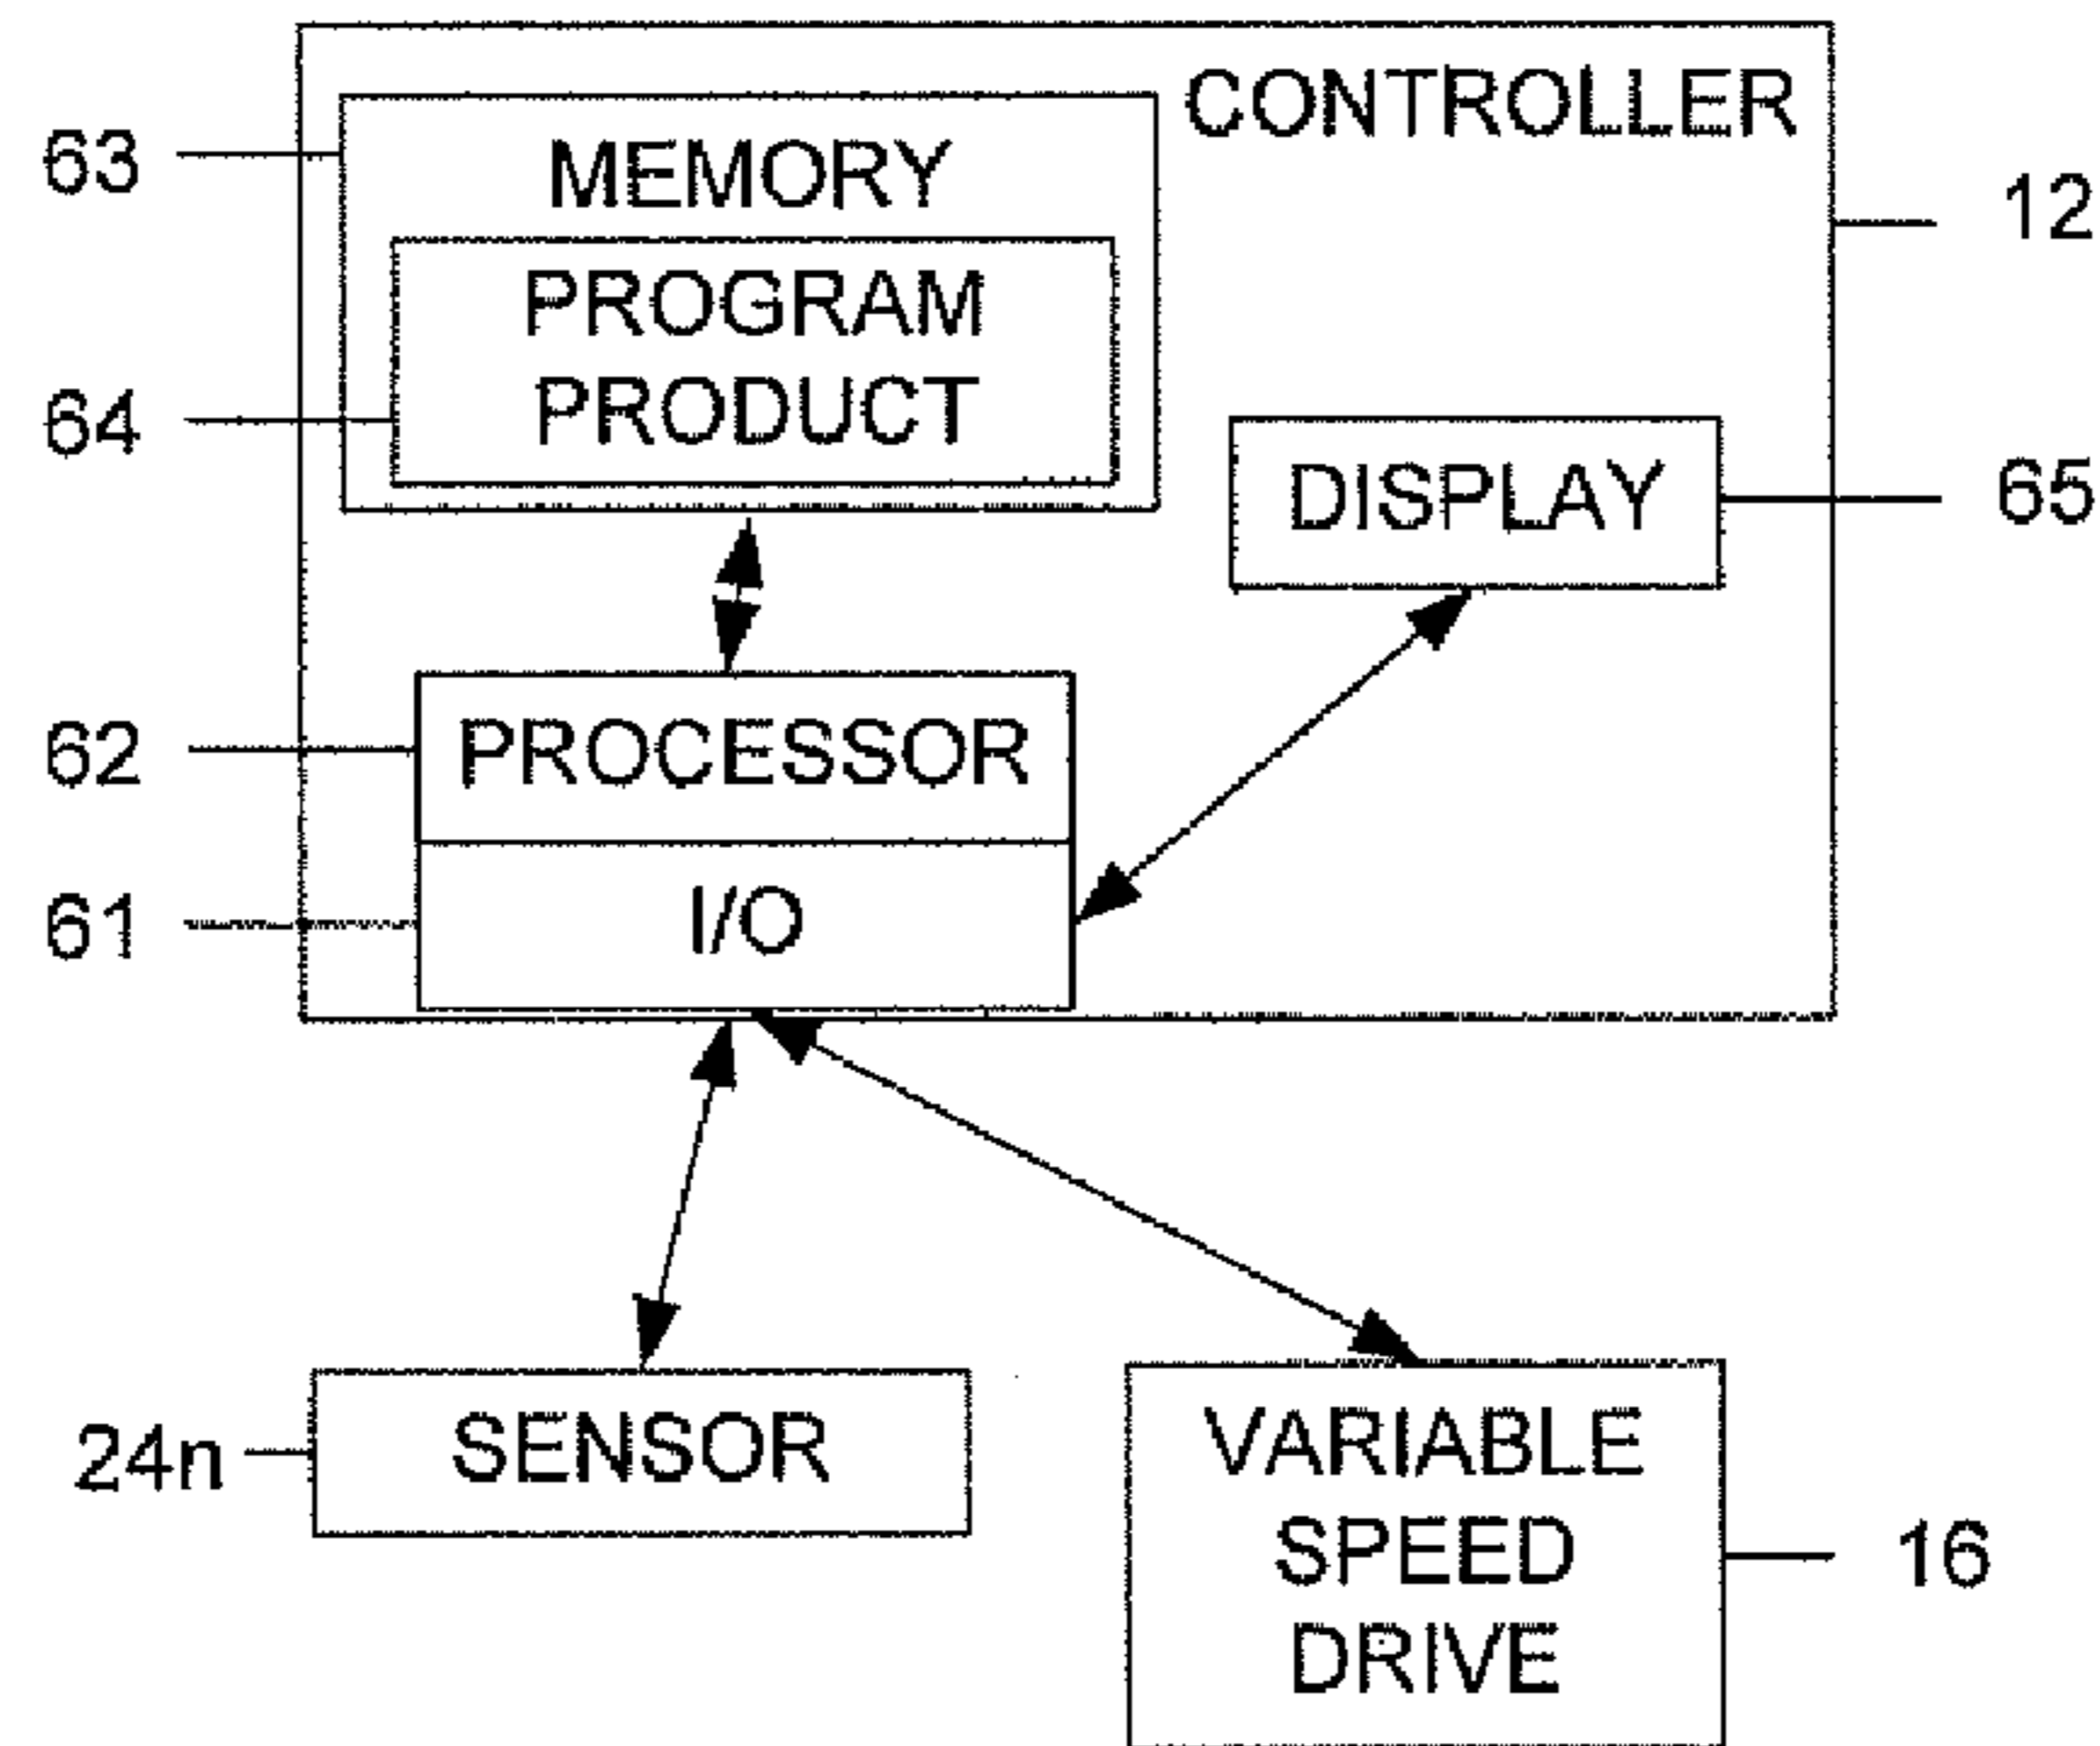 CONTROLLER
63
MEMORY
12
PROGRAM
PRODUCT
64
DISPLAY
65
62
PROCESSOR
61
I/O
24n
SENSOR
VARIABLE
SPEED
DRIVE
16